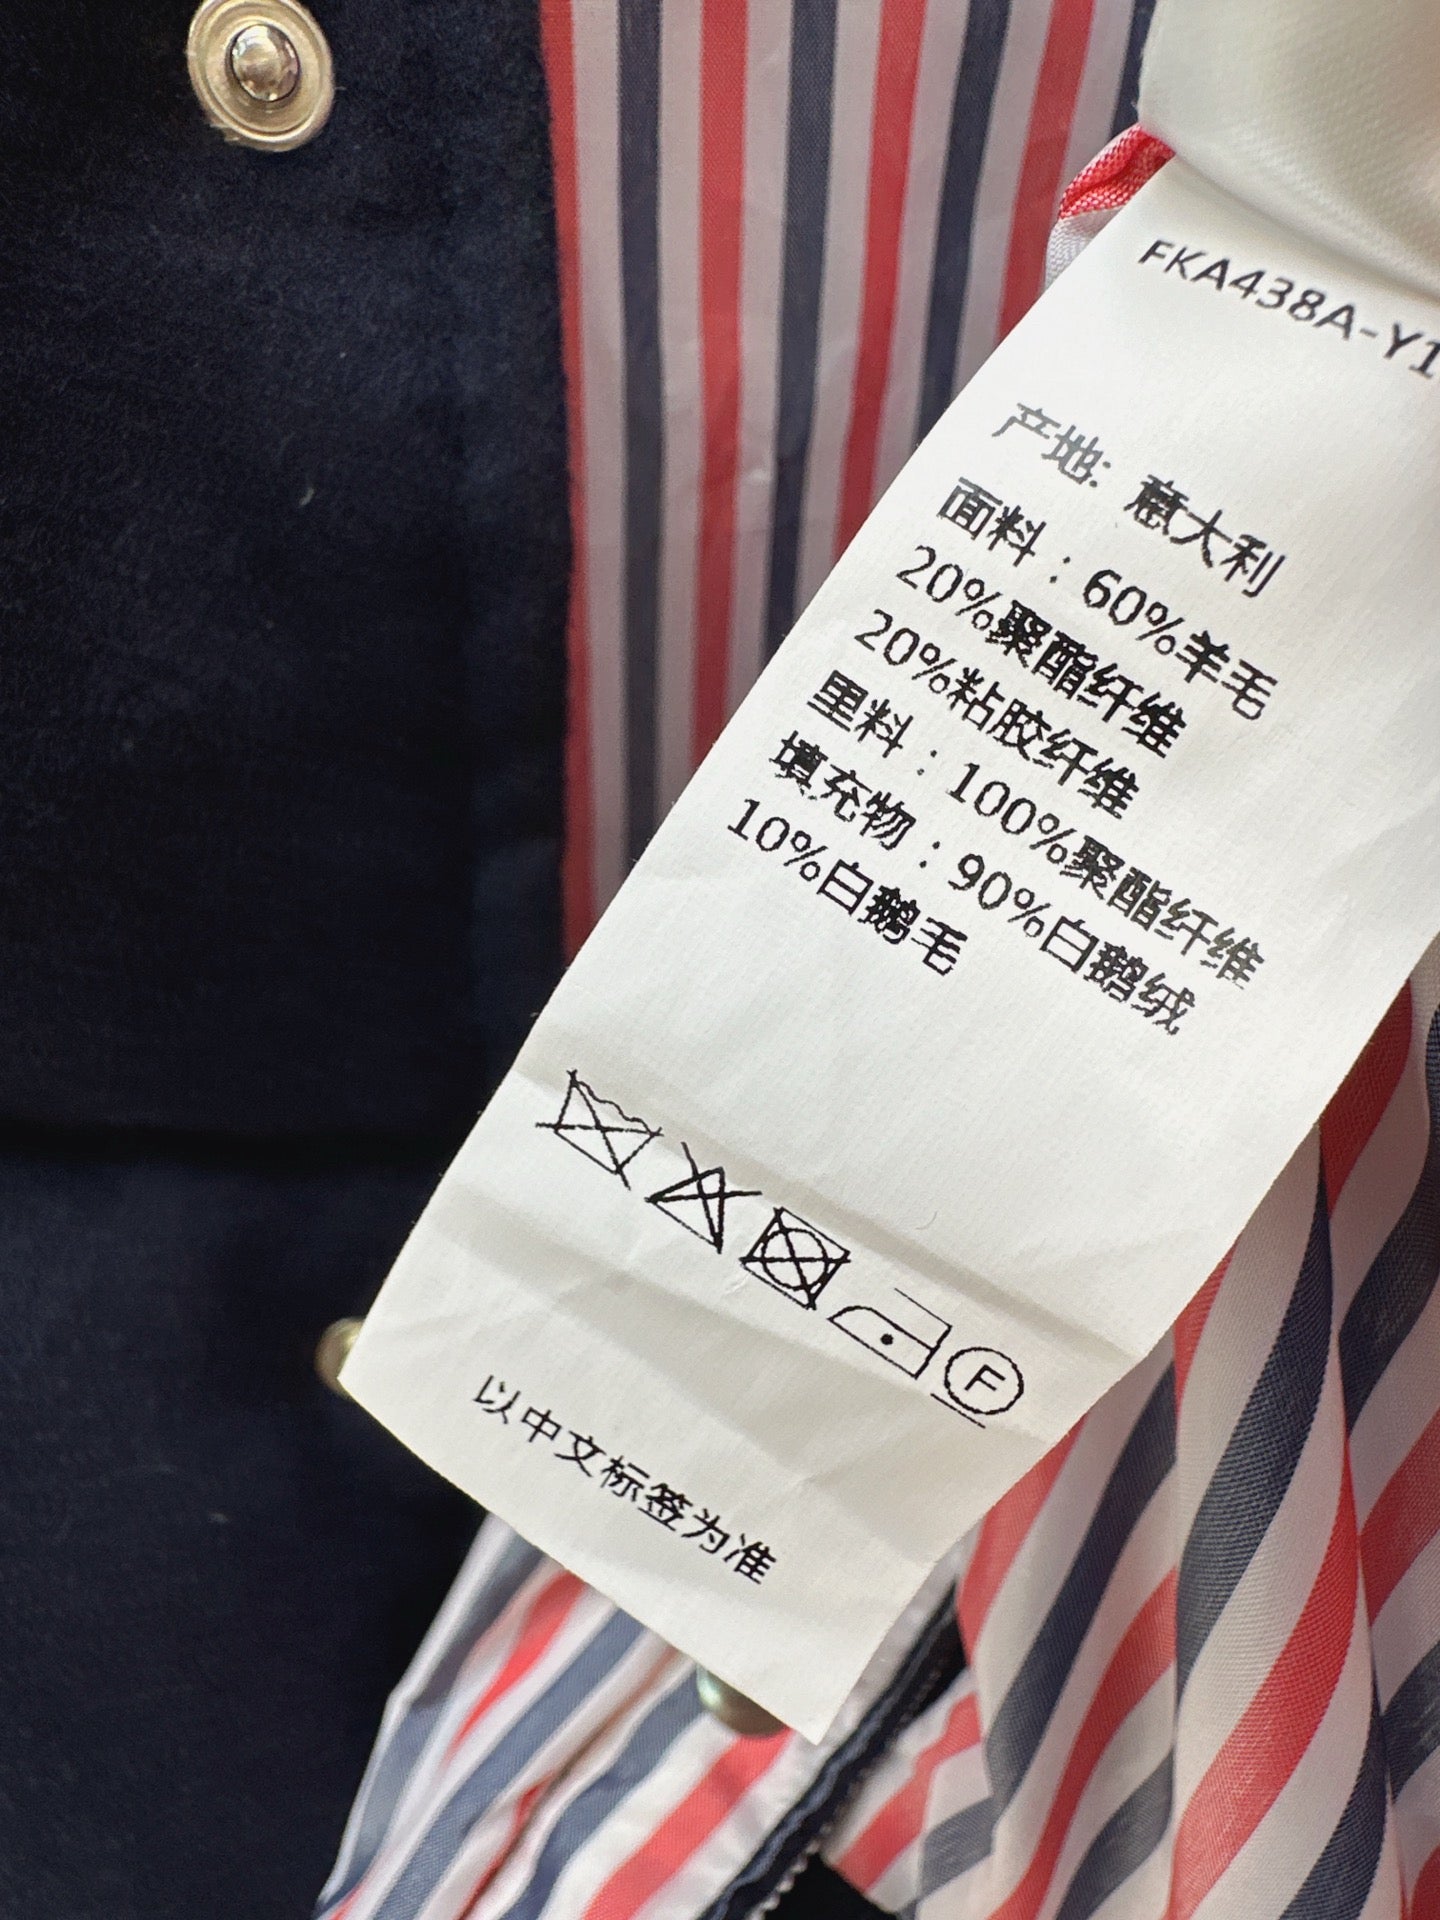 FKA438A-Y1
产地: 意大利
面料：60%羊毛
20%聚酯纤维
20%粘胶纤维
里料：100%聚酯纤维
填充物：90%白鹅绒
10%白鹅毛
F
以中文标签为准